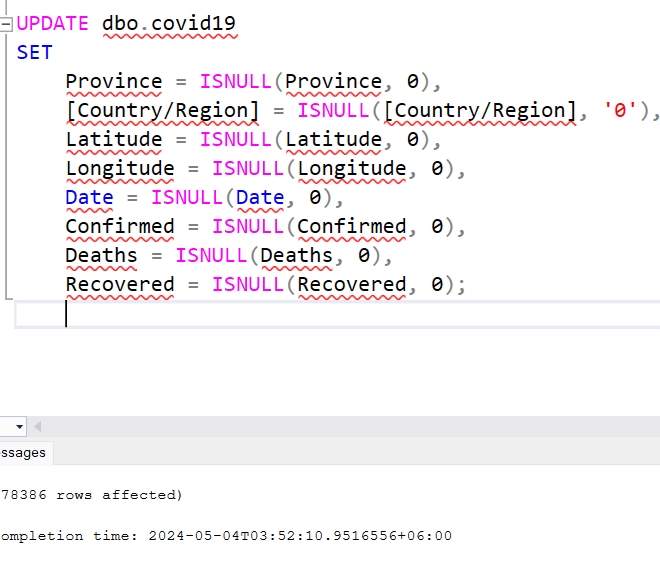 UPDATE dbo.covid19
SET
Province = ISNULL(Province, 0),
[Country/Region] = ISNULL([Country/Region], '0'),
Latitude = ISNULL(Latitude, 0),
Longitude = ISNULL(Longitude, 0),
Date = ISNULL(Date, 0),
Confirmed = ISNULL(Confirmed, 0),
Deaths = ISNULL(Deaths, 0),
Recovered = ISNULL(Recovered, 0);
ssages
78386 rows affected)
ompletion time: 2024-05-04T03:52:10.9516556+06:00